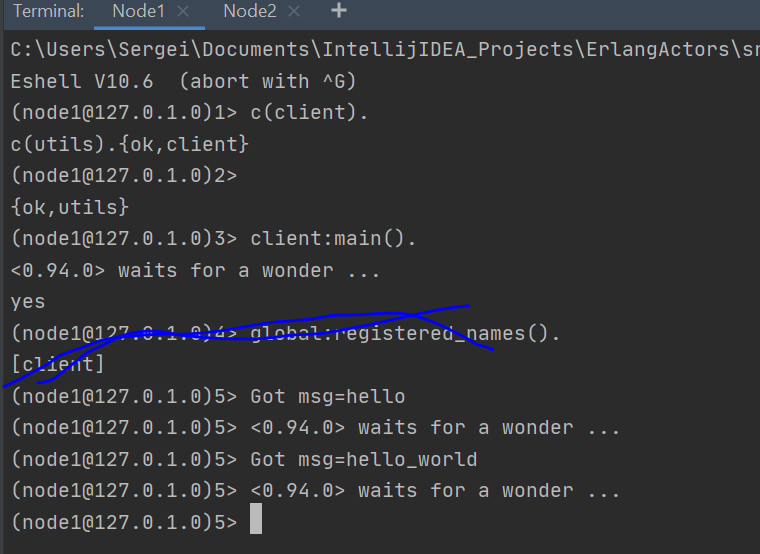 Terminal: Node1 × Node2 × +
C:\Users\Sergei\Documents\IntellijIDEA_Projects\ErlangActors\sr
Eshell V10.6 (abort with ^G)
(node1@127.0.1.0)1> c(client).
c(utils).{ok,client}
(node1@127.0.1.0)2>
{ok,utils}
(node1@127.0.1.0)3> client:main().
<0.94.0> waits for a wonder ...
yes
(node1@127.0.1.0)4> global:registered_names().
[client]
(node1@127.0.1.0)5> Got msg=hello
(node1@127.0.1.0)5> <0.94.0> waits for a wonder ...
(node1@127.0.1.0)5> Got msg=hello_world
(node1@127.0.1.0)5> <0.94.0> waits for a wonder ...
(node1@127.0.1.0)5>